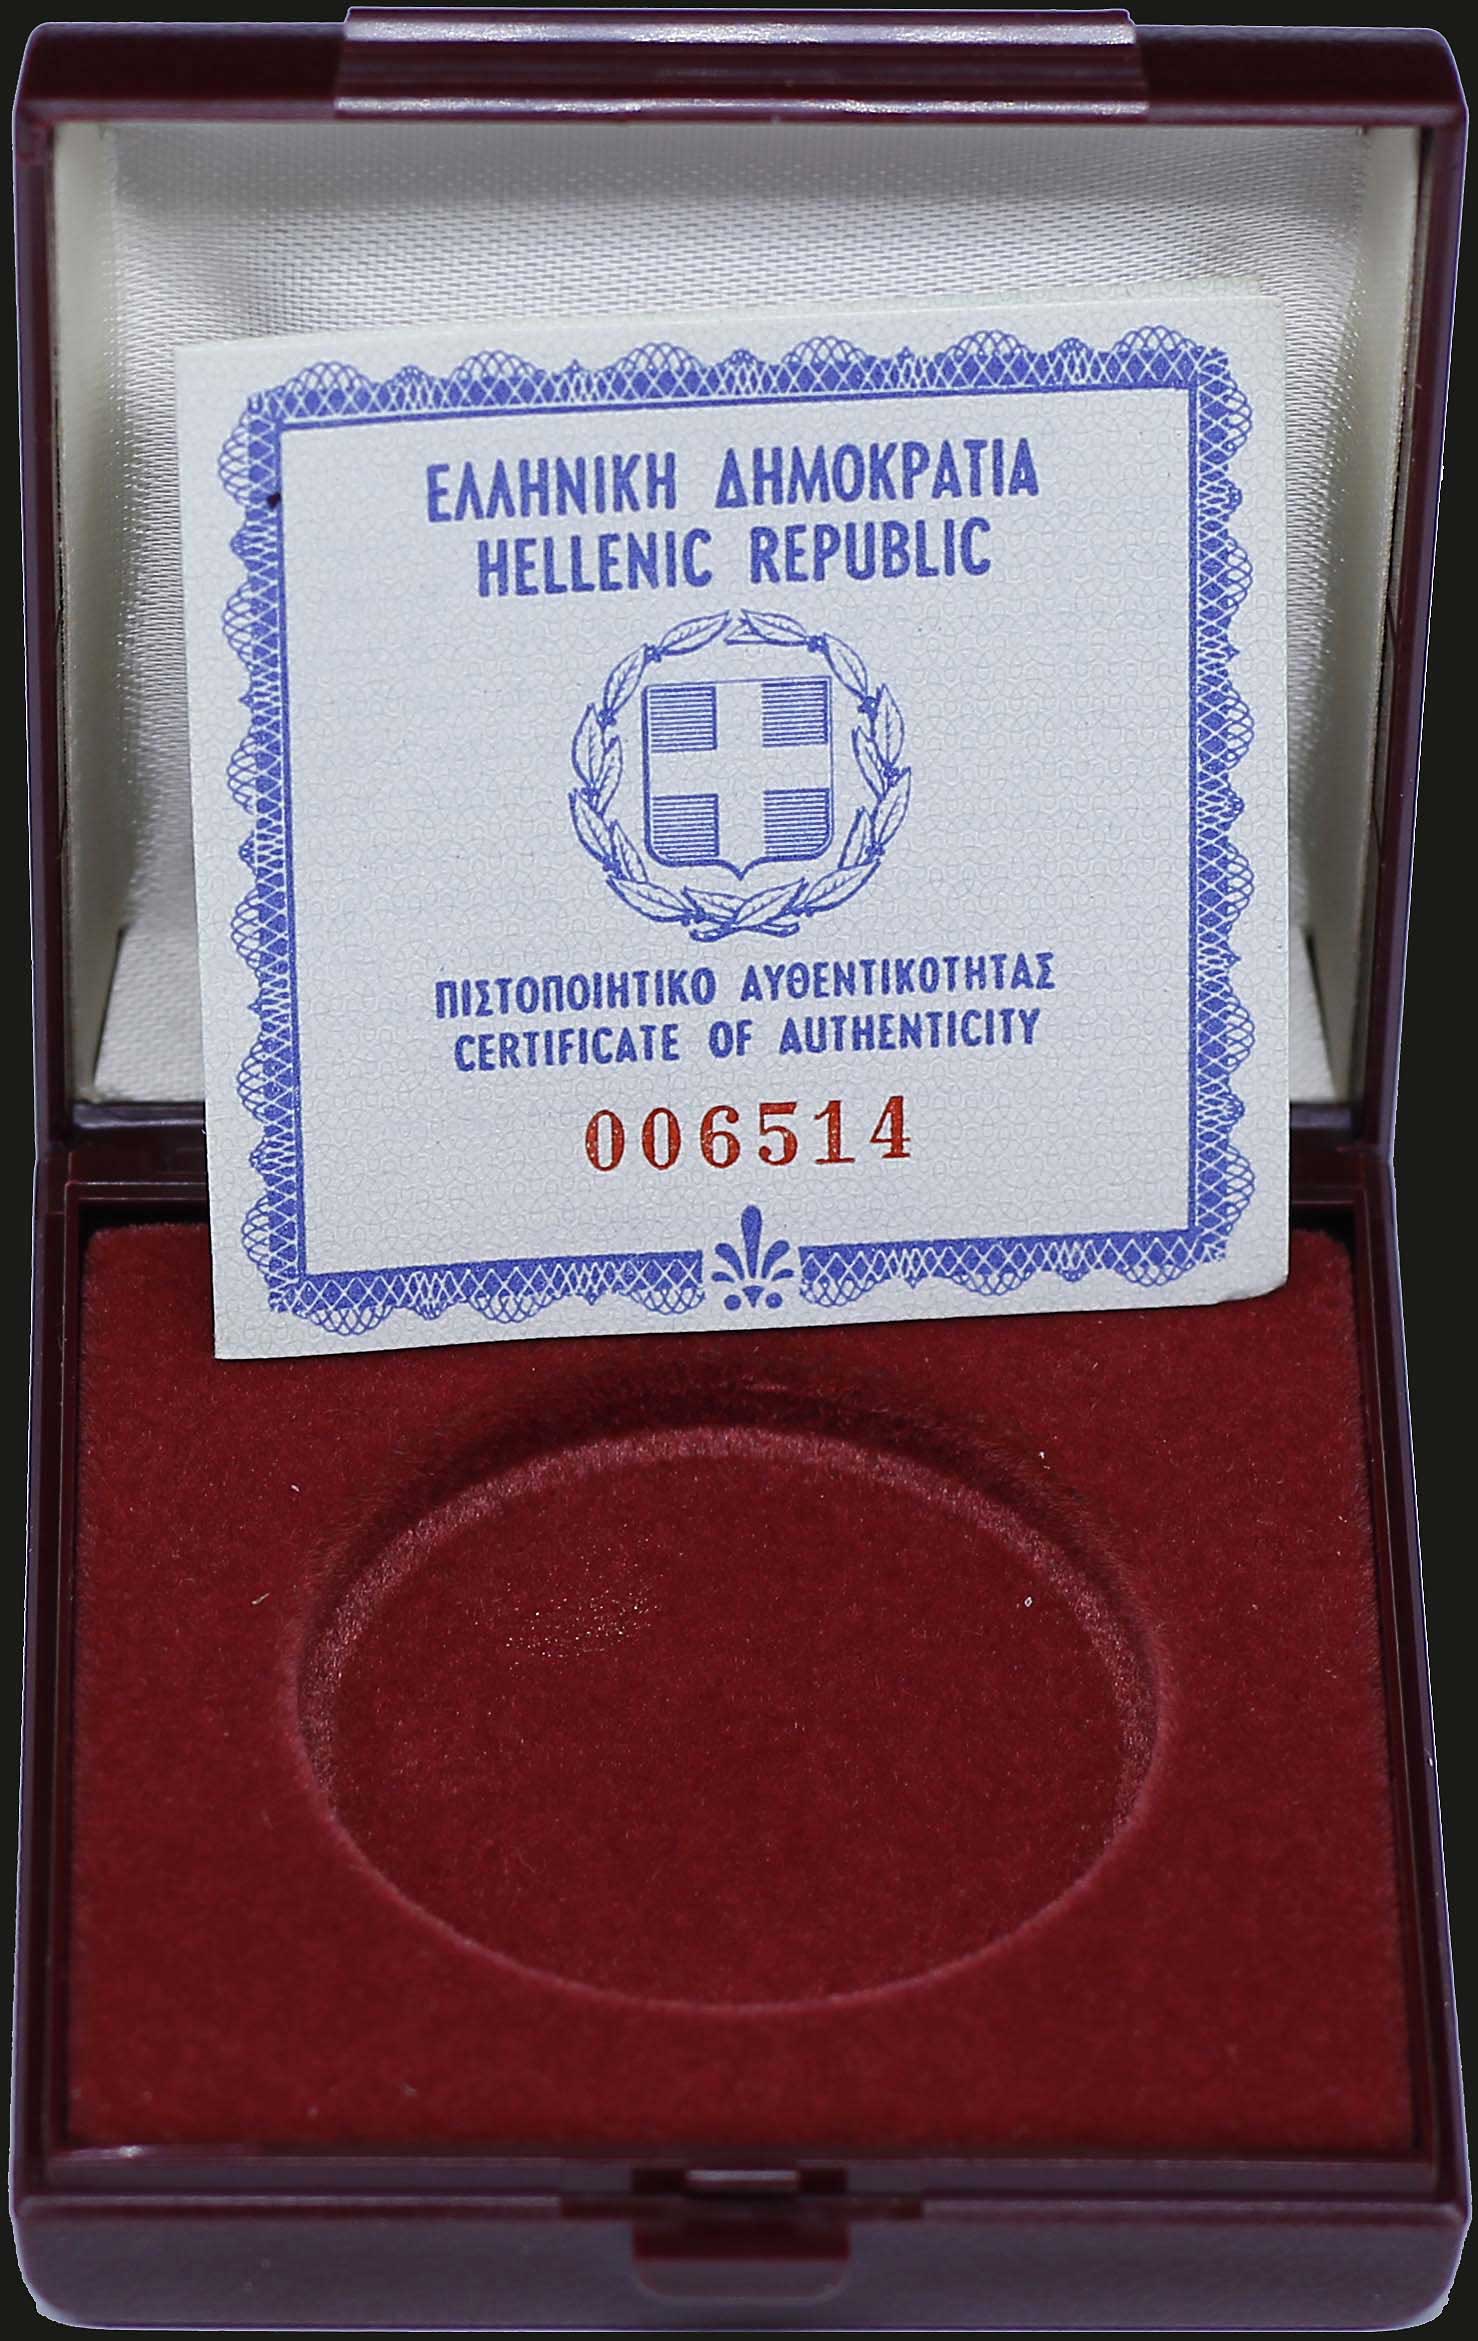 ΕΛΛΗΝΙΚΗ ΔΗΜΟΚΡΑΤΙΑ
HELLENIC REPUBLIC
ΠΙΣΤΟΠΟΙΗΤΙΚΟ ΑΥΘΕΝΤΙΚΟΤΗΤΑΣ
CERTIFICATE OF AUTHENTICITY
006514